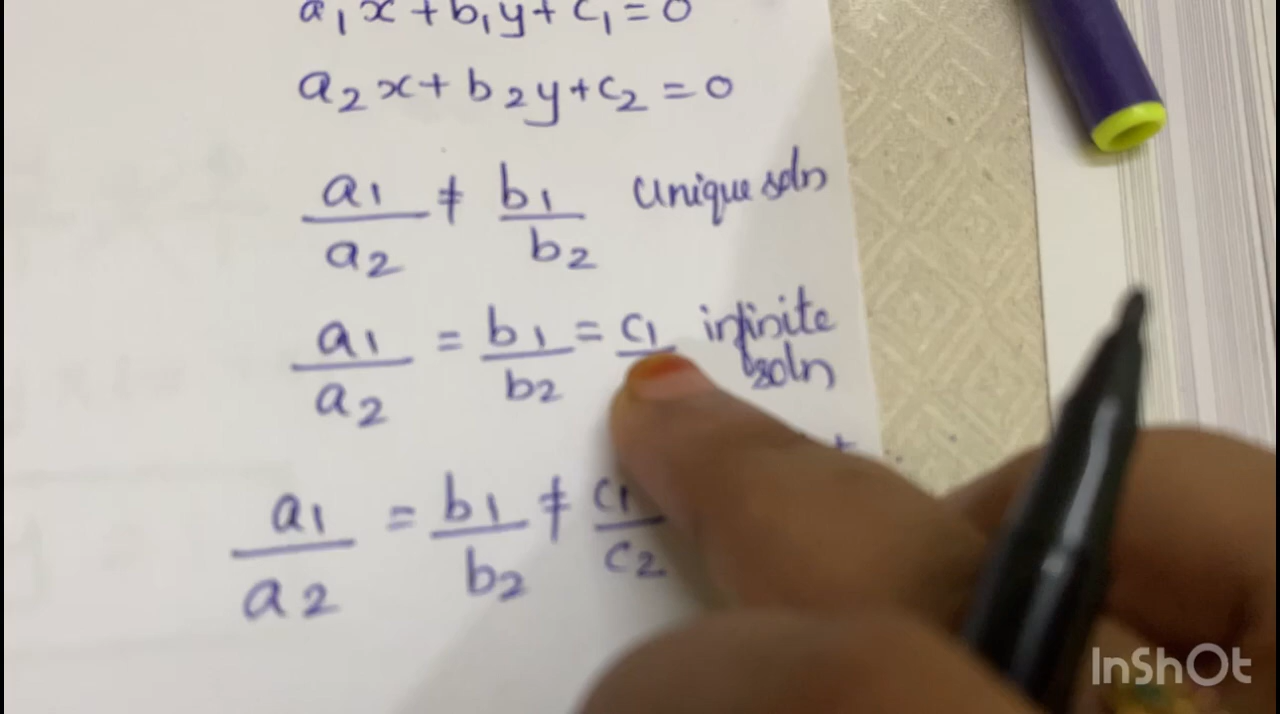 a₁x + b₁y + c₁ = 0
a₂x + b₂y + c₂ = 0
a₁/a₂ ≠ b₁/b₂ unique soln
a₁/a₂ = b₁/b₂ = c₁ infinite soln
a₁/a₂ = b₁/b₂ ≠ c₁/c₂
InShOt